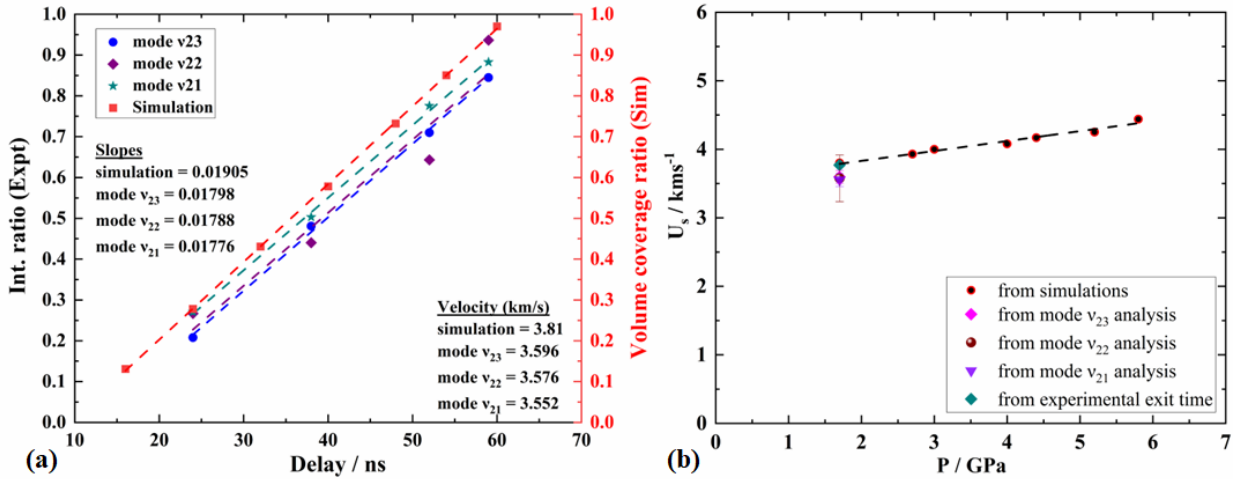 1.0
0.9
0.8
0.7
0.6
0.5
0.4
0.3
0.2
0.1
0.0
Int. ratio (Expt)
mode ν23
mode ν22
mode ν21
Simulation
Slopes
simulation = 0.01905
mode ν23 = 0.01798
mode ν22 = 0.01788
mode ν21 = 0.01776
Velocity (km/s)
simulation = 3.81
mode ν23 = 3.596
mode ν22 = 3.576
mode ν21 = 3.552
1.0
0.9
0.8
0.7
0.6
0.5
0.4
0.3
0.2
0.1
0.0
Volume coverage ratio (Sim)
10 20 30 40 50 60 70
(a) Delay / ns
6
5
4
3
2
1
0
Us / kms-1
from simulations
from mode ν23 analysis
from mode ν22 analysis
from mode ν21 analysis
from experimental exit time
0 1 2 3 4 5 6 7
(b) P / GPa